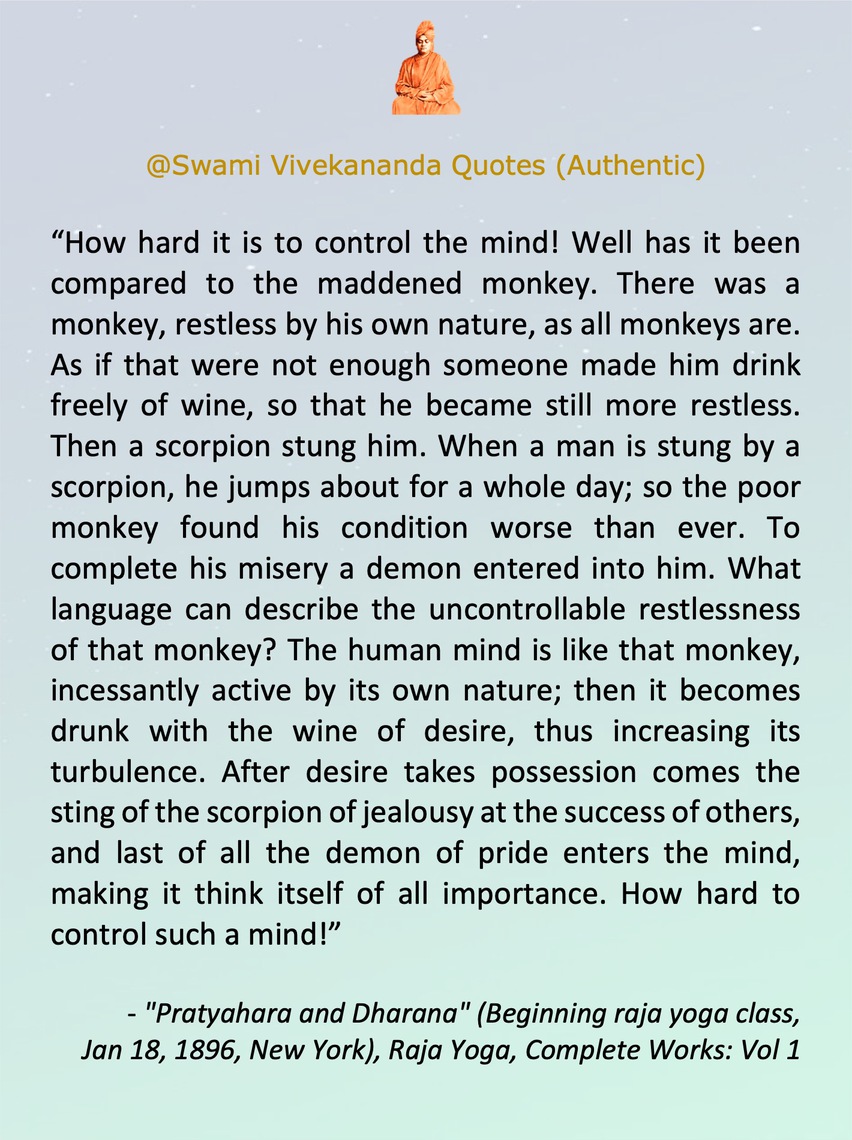 @Swami Vivekananda Quotes (Authentic)
“How hard it is to control the mind! Well has it been
compared to the maddened monkey. There was a
monkey, restless by his own nature, as all monkeys are.
As if that were not enough someone made him drink
freely of wine, so that he became still more restless.
Then a scorpion stung him. When a man is stung by a
scorpion, he jumps about for a whole day; so the poor
monkey found his condition worse than ever. To
complete his misery a demon entered into him. What
language can describe the uncontrollable restlessness
of that monkey? The human mind is like that monkey,
incessantly active by its own nature; then it becomes
drunk with the wine of desire, thus increasing its
turbulence. After desire takes possession comes the
sting of the scorpion of jealousy at the success of others,
and last of all the demon of pride enters the mind,
making it think itself of all importance. How hard to
control such a mind!”
- "Pratyahara and Dharana" (Beginning raja yoga class,
Jan 18, 1896, New York), Raja Yoga, Complete Works: Vol 1